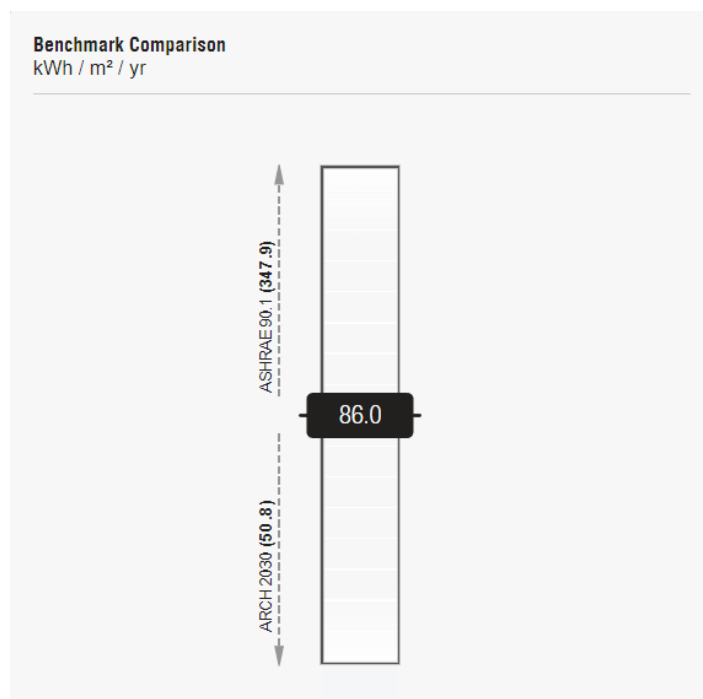 Benchmark Comparison
kWh / m² / yr
ASHRAE 90.1 (347.9)
86.0
ARCH 2030 (50.8)